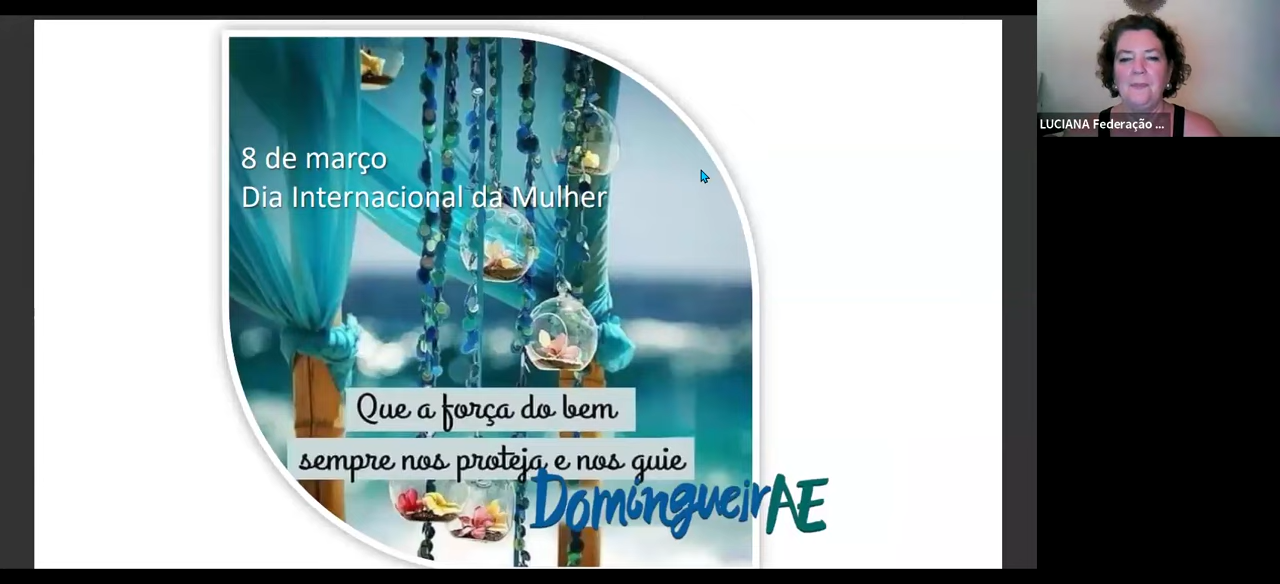 8 de março
Dia Internacional da Mulher
Que a força do bem
sempre nos proteja e nos guie
DomingueirAE
LUCIANA Federação ...